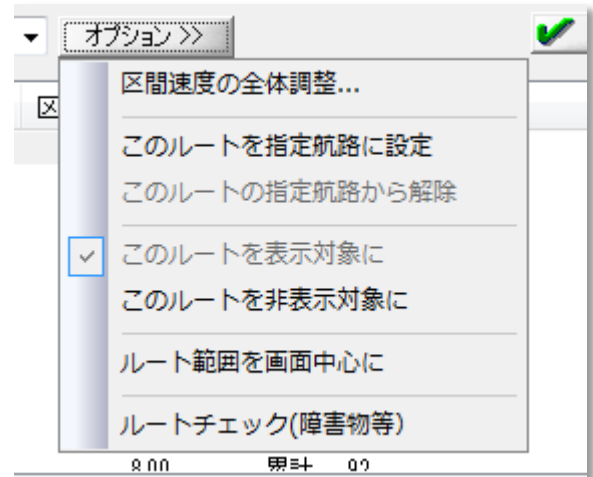 オプション >>
区間速度の全体調整...
区
このルートを指定航路に設定
このルートの指定航路から解除
このルートを表示対象に
このルートを非表示対象に
ルート範囲を画面中心に
ルートチェック(障害物等)